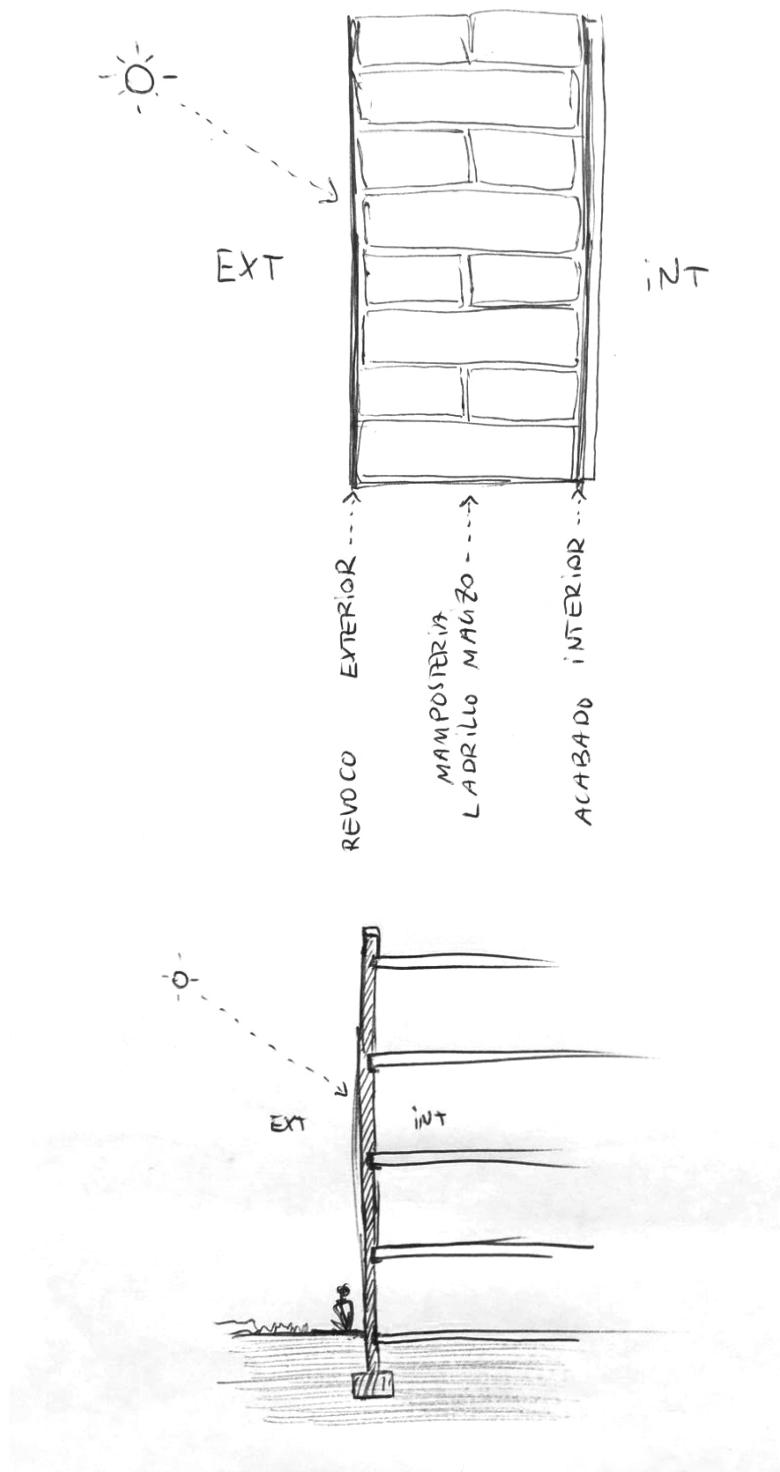 EXT
iNT
REVOCO EXTERiOR
MAMPOSTERiA
LADRiLLO MACiZO
ACABADO iNTERiOR
EXT
iNT